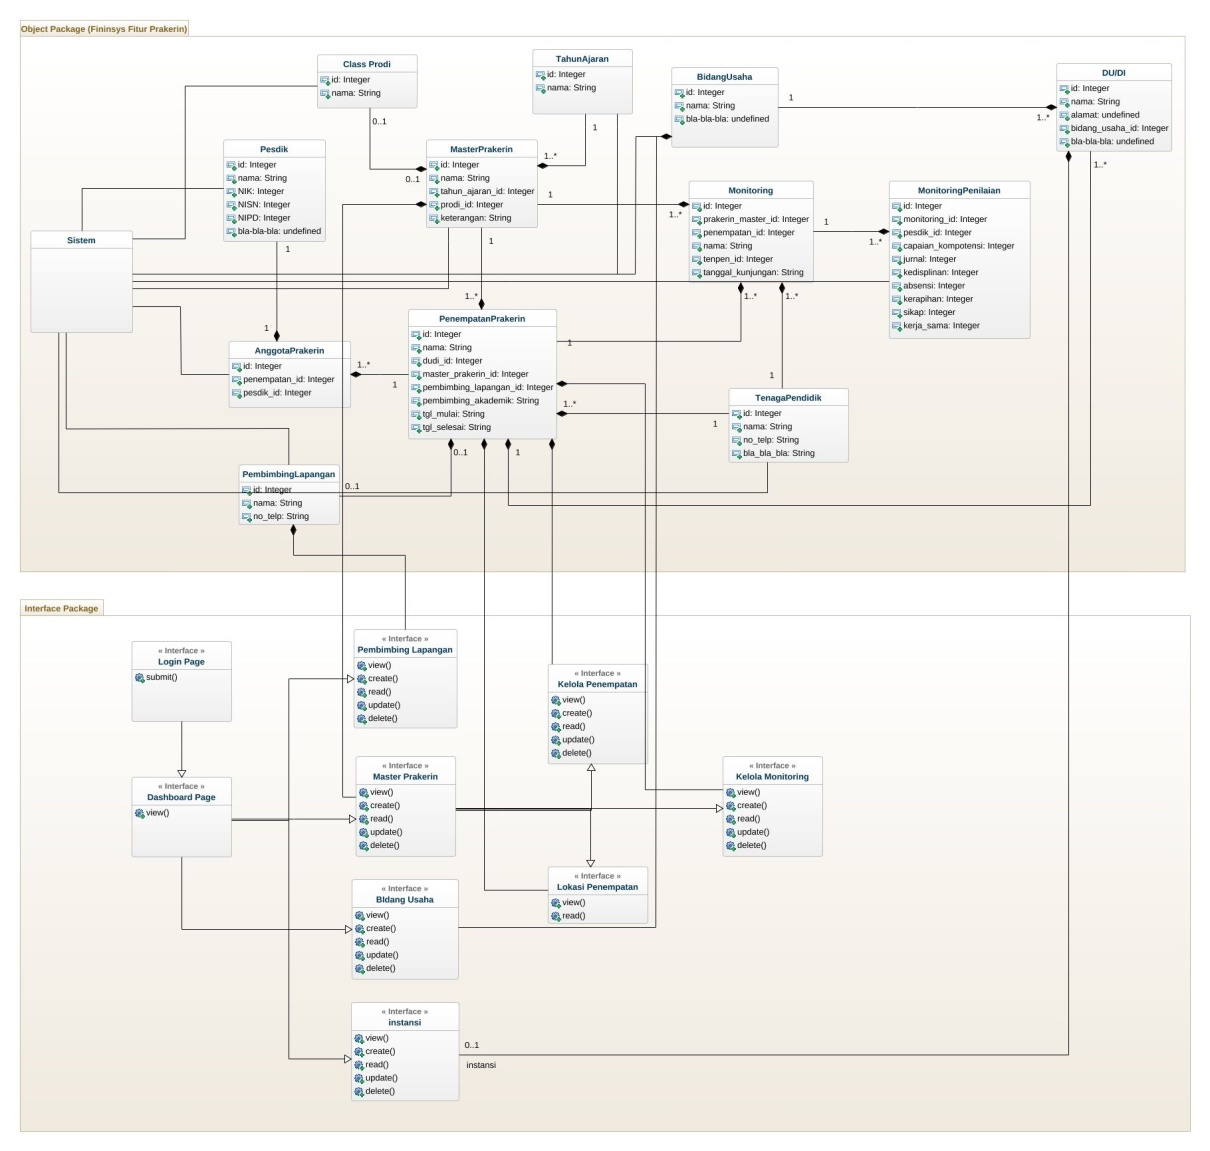 Object Package (Fininsys Fitur Prakerin)
Class Prodi
id: Integer
nama: String
TahunAjaran
id: Integer
nama: String
BidangUsaha
id: Integer
nama: String
bla-bla-bla: undefined
DU/DI
id: Integer
nama: String
alamat: undefined
bidang_usaha_id: Integer
bla-bla-bla: undefined
1
1..*
0..1
1
1..*
0..1
1..*
Pesdik
id: Integer
nama: String
NIK: Integer
NISN: Integer
NIPD: Integer
bla-bla-bla: undefined
MasterPrakerin
id: Integer
nama: String
tahun_ajaran_id: Integer
prodi_id: Integer
keterangan: String
1
1..*
Monitoring
id: Integer
prakerin_master_id: Integer
penempatan_id: Integer
nama: String
tenpen_id: Integer
tanggal_kunjungan: String
1
1..*
MonitoringPenilaian
id: Integer
monitoring_id: Integer
pesdik_id: Integer
capaian_kompotensi: Integer
jurnal: Integer
kedisplinan: Integer
absensi: Integer
kerapihan: Integer
sikap: Integer
kerja_sama: Integer
Sistem
1
1
1
1..*
1..*
1..*
AnggotaPrakerin
id: Integer
penempatan_id: Integer
pesdik_id: Integer
1..*
1
PenempatanPrakerin
id: Integer
nama: String
dudi_id: Integer
master_prakerin_id: Integer
pembimbing_lapangan_id: Integer
pembimbing_akademik: String
tgl_mulai: String
tgl_selesai: String
1
1..*
1
1
TenagaPendidik
id: Integer
nama: String
no_telp: String
bla_bla_bla: String
0..1
1
PembimbingLapangan
id: Integer
nama: String
no_telp: String
0..1
Interface Package
« Interface »
Login Page
submit()
« Interface »
Pembimbing Lapangan
view()
create()
read()
update()
delete()
« Interface »
Kelola Penempatan
view()
create()
read()
update()
delete()
« Interface »
Dashboard Page
view()
« Interface »
Master Prakerin
view()
create()
read()
update()
delete()
« Interface »
Kelola Monitoring
view()
create()
read()
update()
delete()
« Interface »
BIdang Usaha
view()
create()
read()
update()
delete()
« Interface »
Lokasi Penempatan
view()
read()
« Interface »
instansi
view()
create()
read()
update()
delete()
0..1
instansi